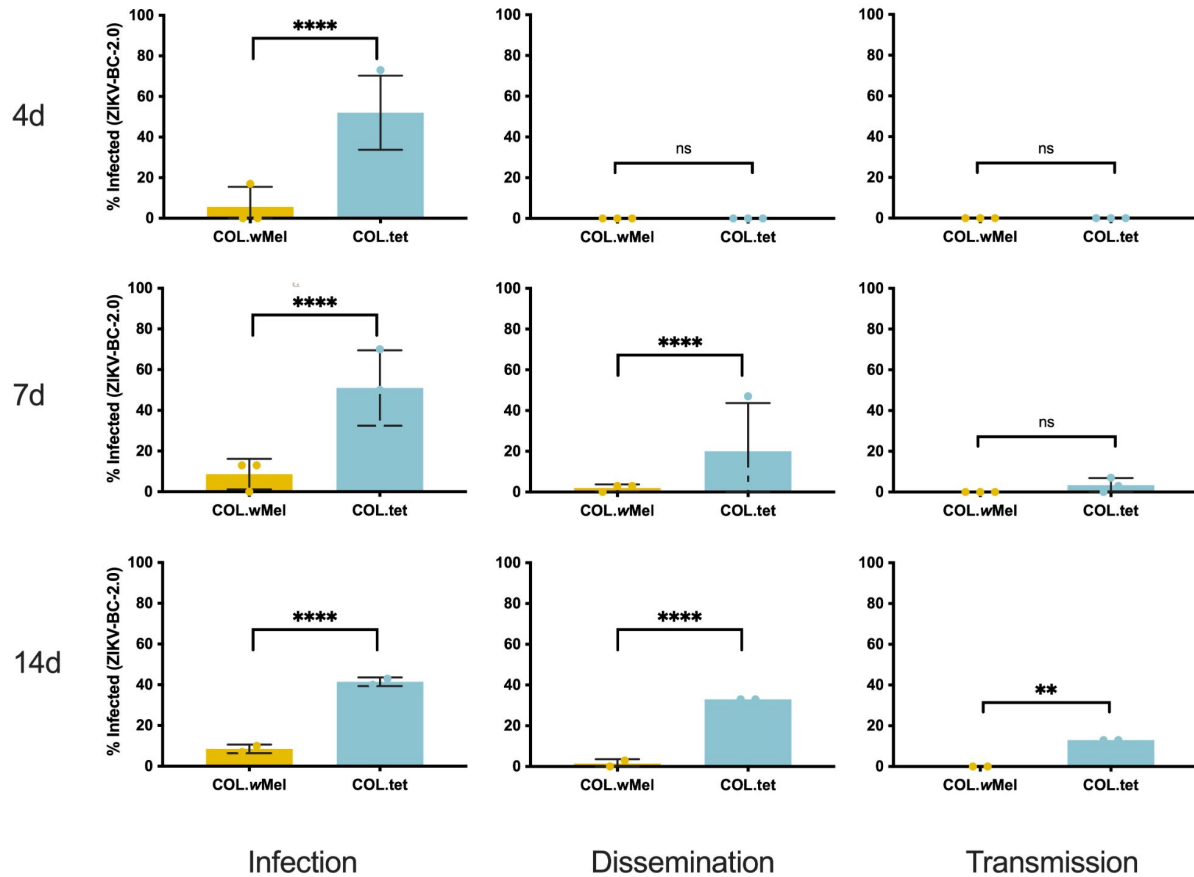 **** ns ns
4d
% Infected (ZIKV-BC-2.0)
100 100 100
80 80 80
60 60 60
40 40 40
20 20 20
0 0 0
COL.wMel COL.tet COL.wMel COL.tet COL.wMel COL.tet
**** **** ns
7d
% Infected (ZIKV-BC-2.0)
100 100 100
80 80 80
60 60 60
40 40 40
20 20 20
0 0 0
COL.wMel COL.tet COL.wMel COL.tet COL.wMel COL.tet
**** **** **
14d
% Infected (ZIKV-BC-2.0)
100 100 100
80 80 80
60 60 60
40 40 40
20 20 20
0 0 0
COL.wMel COL.tet COL.wMel COL.tet COL.wMel COL.tet
Infection Dissemination Transmission